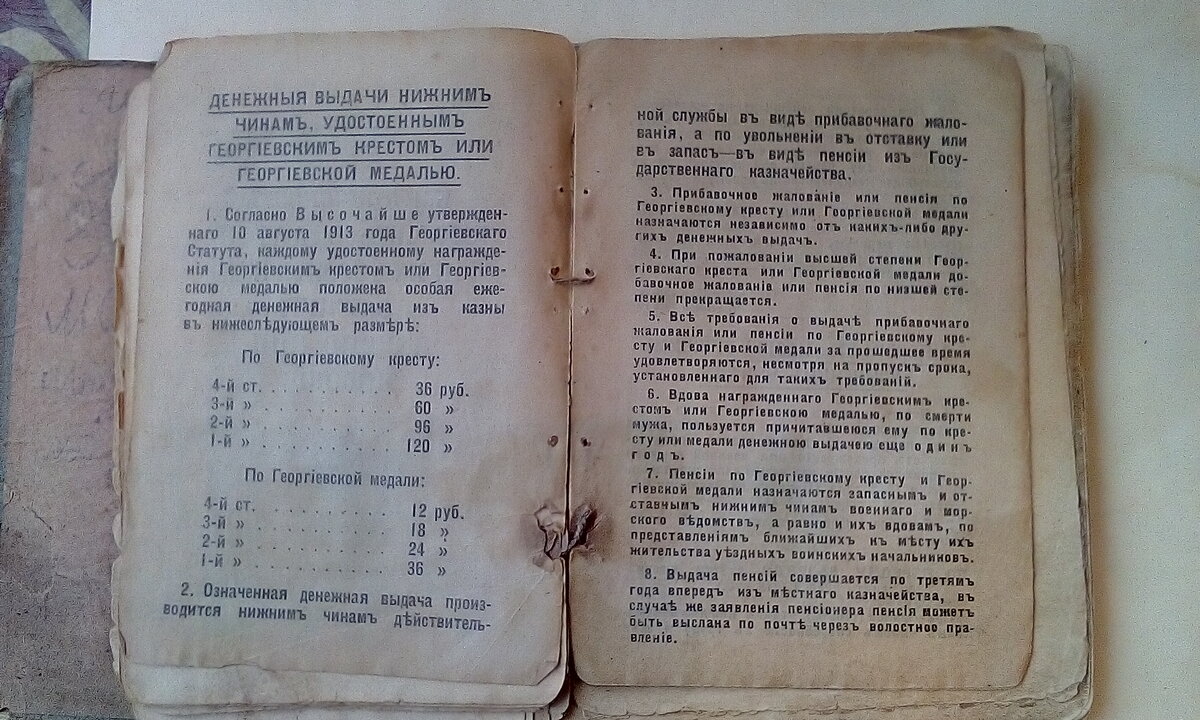 ДЕНЕЖНЫЯ ВЫДАЧИ НИЖНИМЪ
ЧИНАМЪ, УДОСТОЕННЫМЪ
ГЕОРГІЕВСКИМЪ КРЕСТОМЪ ИЛИ
ГЕОРГІЕВСКОЙ МЕДАЛЬЮ.
1. Согласно Высочайше утвержден-
наго 10 августа 1913 года Георгіевскаго
Статута, каждому удостоенному награжде-
нія Георгіевскимъ крестомъ или Георгіев-
скою медалью положена особая еже-
годная денежная выдача изъ казны
въ нижеслѣдующемъ размѣрѣ:
По Георгіевскому кресту:
4-й ст. . . . . . . . . . . 36 руб.
3-й » . . . . . . . . . . . 60 »
2-й » . . . . . . . . . . . 96 »
1-й » . . . . . . . . . . . 120 »
По Георгіевской медали:
4-й ст. . . . . . . . . . . 12 руб.
3-й » . . . . . . . . . . . 18 »
2-й » . . . . . . . . . . . 24 »
1-й » . . . . . . . . . . . 36 »
2. Означенная денежная выдача произ-
водится нижнимъ чинамъ дѣйствитель-
ной службы въ видѣ прибавочнаго жало-
ванія, а по увольненіи въ отставку или
въ запасъ—въ видѣ пенсіи изъ Госу-
дарственнаго казначейства.
3. Прибавочное жалованіе или пенсія по
Георгіевскому кресту или Георгіевской медали
назначаются независимо отъ какихъ-либо дру-
гихъ денежныхъ выдачъ.
4. При пожалованіи высшей степени Геор-
гіевскаго креста или Георгіевской медали до-
бавочное жалованіе или пенсія по низшей сте-
пени прекращается.
5. Всѣ требованія о выдачѣ прибавочнаго
жалованія или пенсіи по Георгіевскому кре-
сту и Георгіевской медали за прошедшее время
удовлетворяются, несмотря на пропускъ срока,
установленнаго для такихъ требованій.
6. Вдова награжденнаго Георгіевскимъ кре-
стомъ или Георгіевскою медалью, по смерти
мужа, пользуется причитавшеюся ему по кре-
сту или медали денежною выдачею еще одинъ
годъ.
7. Пенсіи по Георгіевскому кресту и Геор-
гіевской медали назначаются запаснымъ и от-
ставнымъ нижнимъ чинамъ военнаго и мор-
ского вѣдомствъ, а равно и ихъ вдовамъ, по
представленіямъ ближайшихъ къ мѣсту ихъ
жительства уѣздныхъ воинскихъ начальниковъ.
8. Выдача пенсій совершается по третямъ
года впередъ изъ мѣстнаго казначейства, въ
случаѣ же заявленія пенсіонера пенсія можетъ
быть выслана по почтѣ черезъ волостное пра-
вленіе.